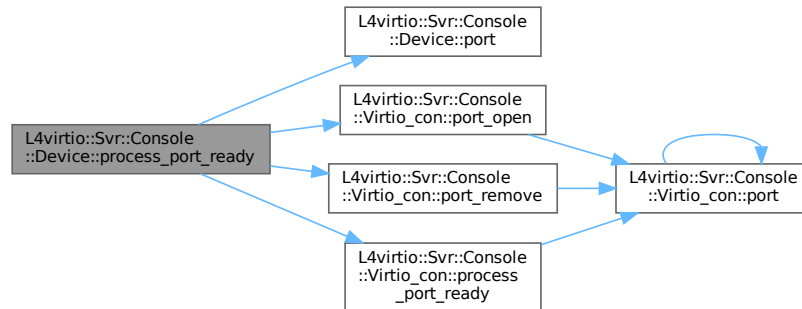 L4virtio::Svr::Console
::Device::port
L4virtio::Svr::Console
::Virtio_con::port_open
L4virtio::Svr::Console
::Device::process_port_ready
L4virtio::Svr::Console
::Virtio_con::port_remove
L4virtio::Svr::Console
::Virtio_con::port
L4virtio::Svr::Console
::Virtio_con::process
_port_ready